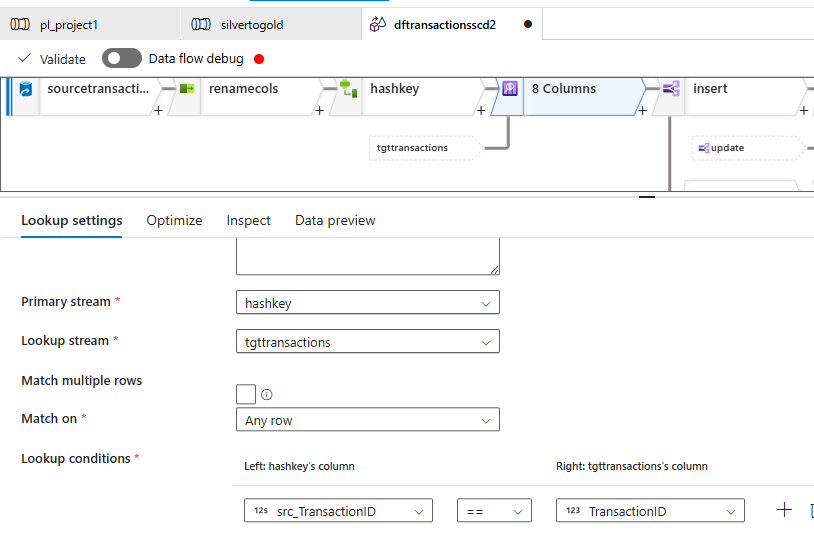 pl_project1 silvertogold dftransactionsscd2
Validate Data flow debug
sourcetransacti... renamecols hashkey 8 Columns insert
+ + + + +
tgttransactions update
Lookup settings Optimize Inspect Data preview
Primary stream * hashkey
Lookup stream * tgttransactions
Match multiple rows
Match on * Any row
Lookup conditions * Left: hashkey's column Right: tgttransactions's column
12s src_TransactionID == 123 TransactionID +